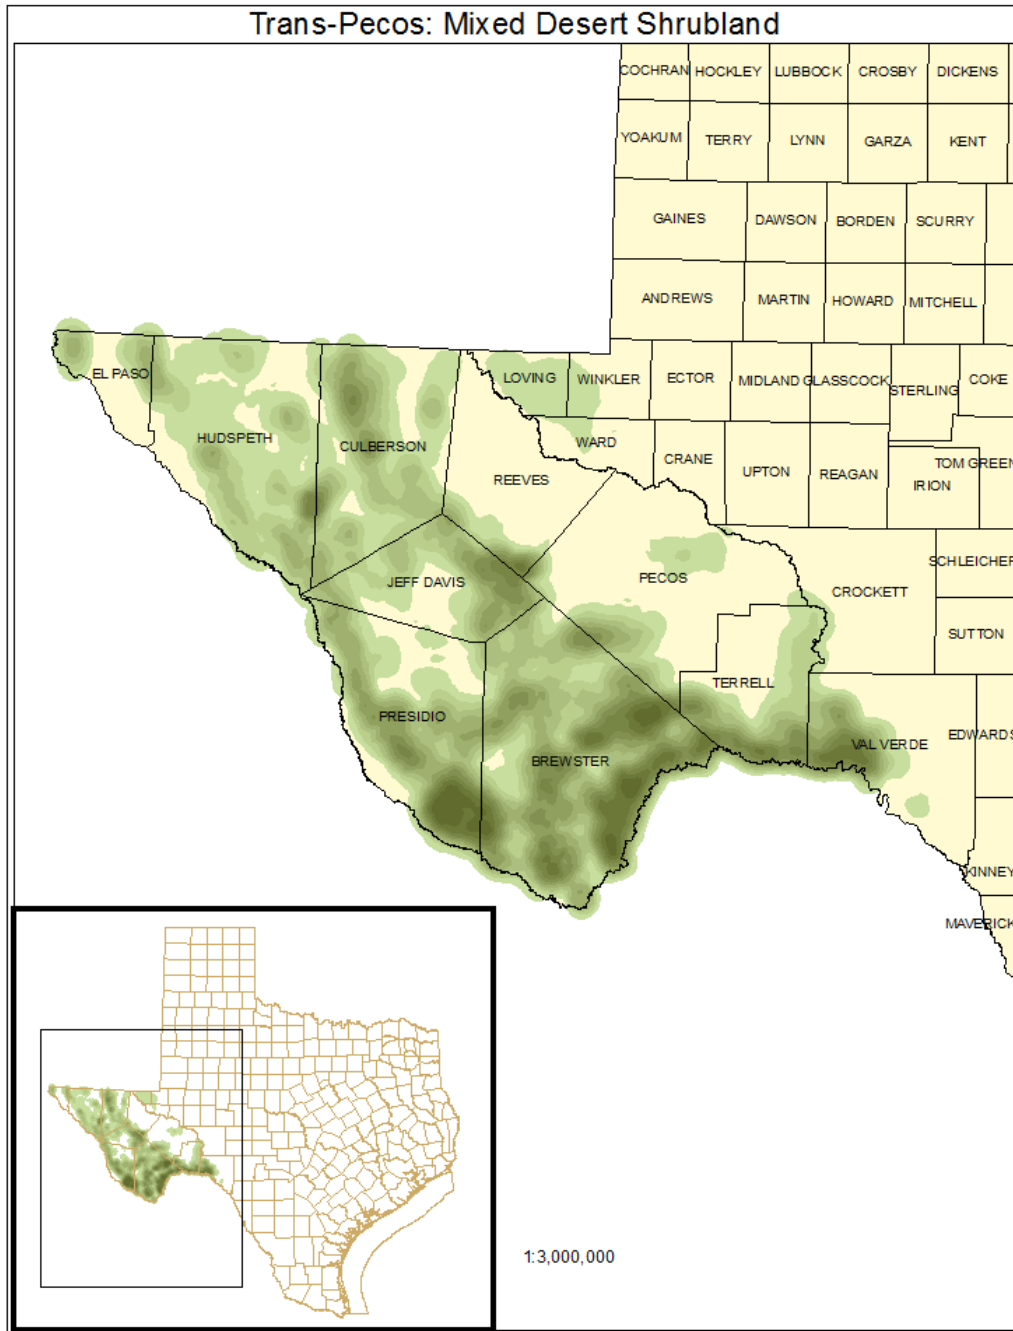 Trans-Pecos: Mixed Desert Shrubland
COCHRAN HOCKLEY LUBBOCK CROSBY DICKENS
YOAKUM TERRY LYNN GARZA KENT
GAINES DAWSON BORDEN SCURRY
ANDREWS MARTIN HOWARD MITCHELL
EL PASO LOVING WINKLER ECTOR MIDLAND GLASSCOCK STERLING COKE
HUDSPETH CULBERSON WARD
REEVES CRANE UPTON REAGAN IRION TOM GREEN
JEFF DAVIS PECOS CROCKETT SCHLEICHER
SUTTON
TERRELL
PRESIDIO BREWSTER VAL VERDE EDWARDS
KINNEY
MAVERICK
1:3,000,000